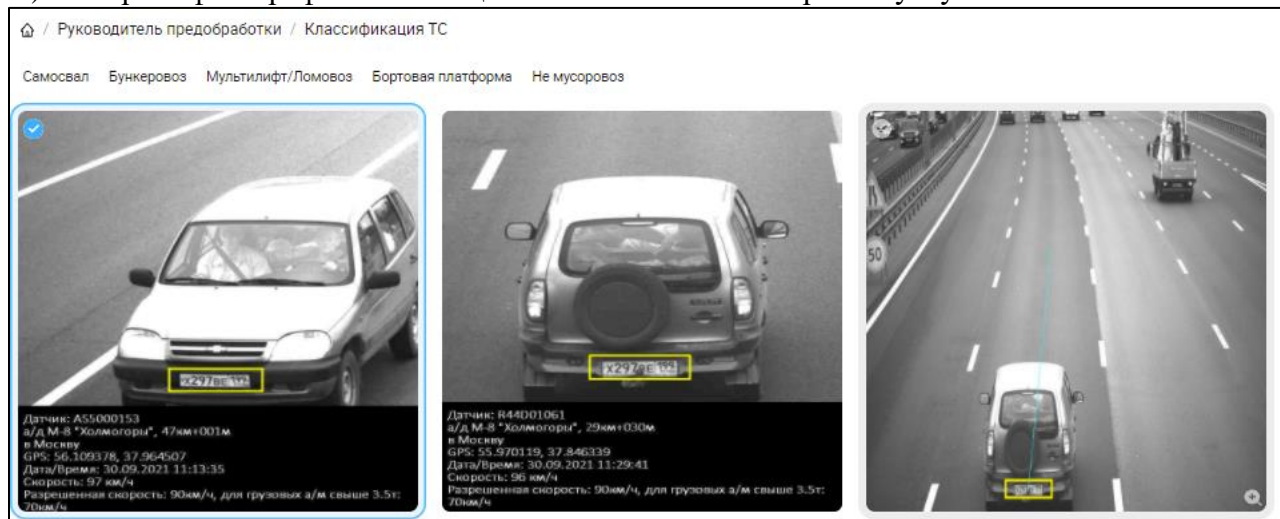 / Руководитель предобработки / Классификация ТС
Самосвал Бункеровоз Мультилифт/Ломовоз Бортовая платформа Не мусоровоз
Х297ВЕ
Датчик: AS5000153
а/д М-8 "Холмогоры", 47км+001м
в Москву
GPS: 56.109378, 37.964507
Дата/Время: 30.09.2021 11:13:35
Скорость: 97 км/ч
Разрешенная скорость: 90км/ч, для грузовых а/м свыше 3.5т:
70км/ч
Х297ВЕ
Датчик: R44D01061
а/д М-8 "Холмогоры", 29км+030м
в Москву
GPS: 55.970119, 37.846339
Дата/Время: 30.09.2021 11:29:41
Скорость: 96 км/ч
Разрешенная скорость: 90км/ч, для грузовых а/м свыше 3.5т:
70км/ч
50